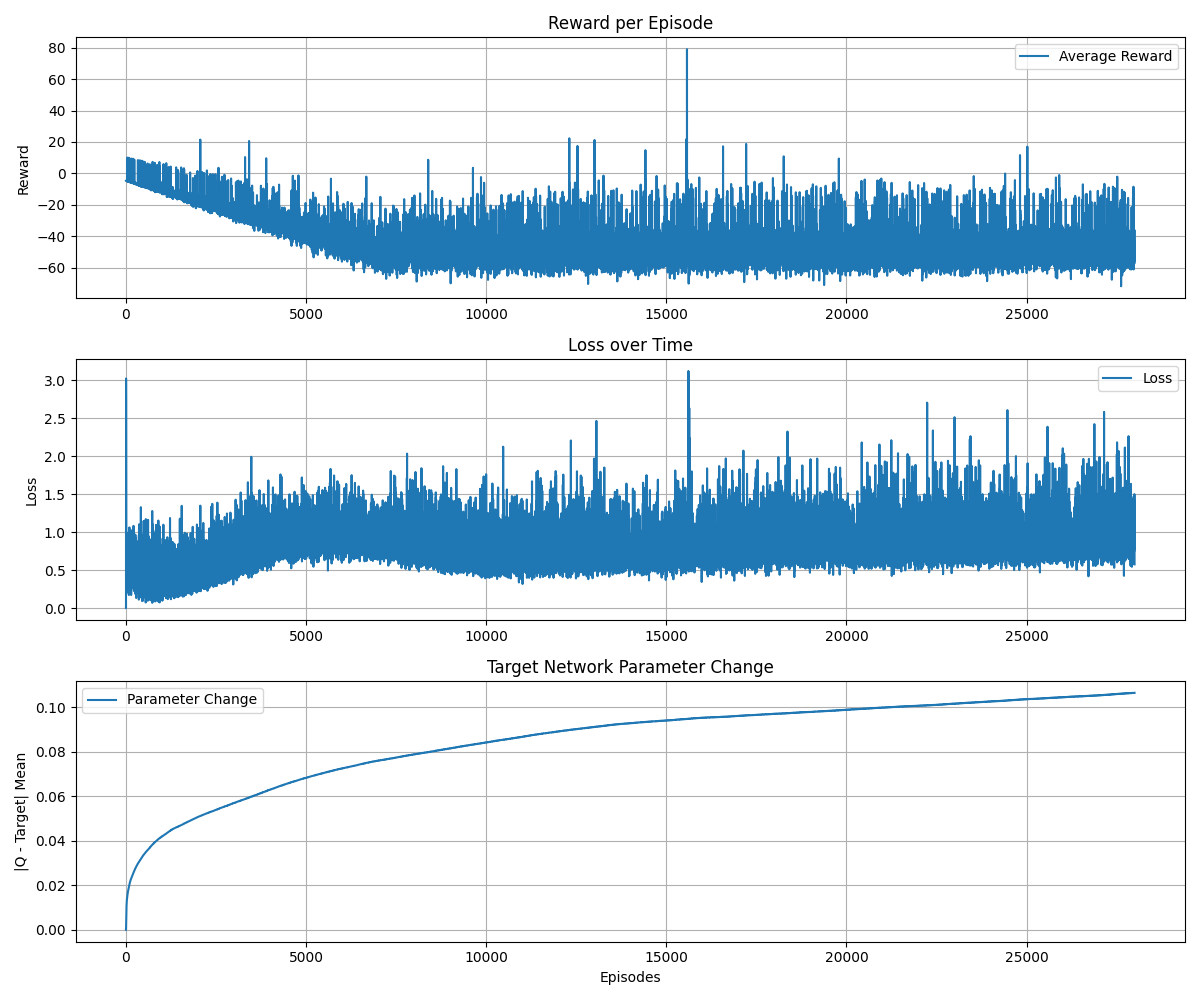 Reward per Episode
Average Reward
Reward
80
60
40
20
0
−20
−40
−60
0 5000 10000 15000 20000 25000
Loss over Time
Loss
Loss
3.0
2.5
2.0
1.5
1.0
0.5
0.0
0 5000 10000 15000 20000 25000
Target Network Parameter Change
Parameter Change
|Q - Target| Mean
0.10
0.08
0.06
0.04
0.02
0.00
0 5000 10000 15000 20000 25000
Episodes